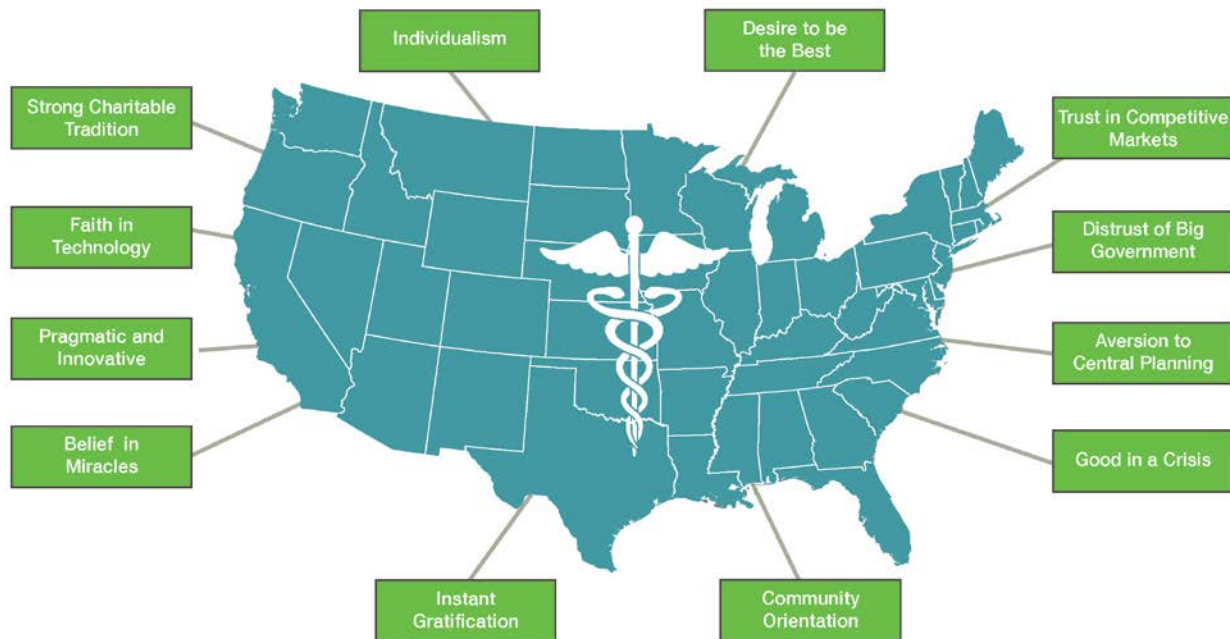 Individualism
Desire to be
the Best
Strong Charitable
Tradition
Trust in Competitive
Markets
Faith in
Technology
Distrust of Big
Government
Pragmatic and
Innovative
Aversion to
Central Planning
Belief in
Miracles
Good in a Crisis
Instant
Gratification
Community
Orientation